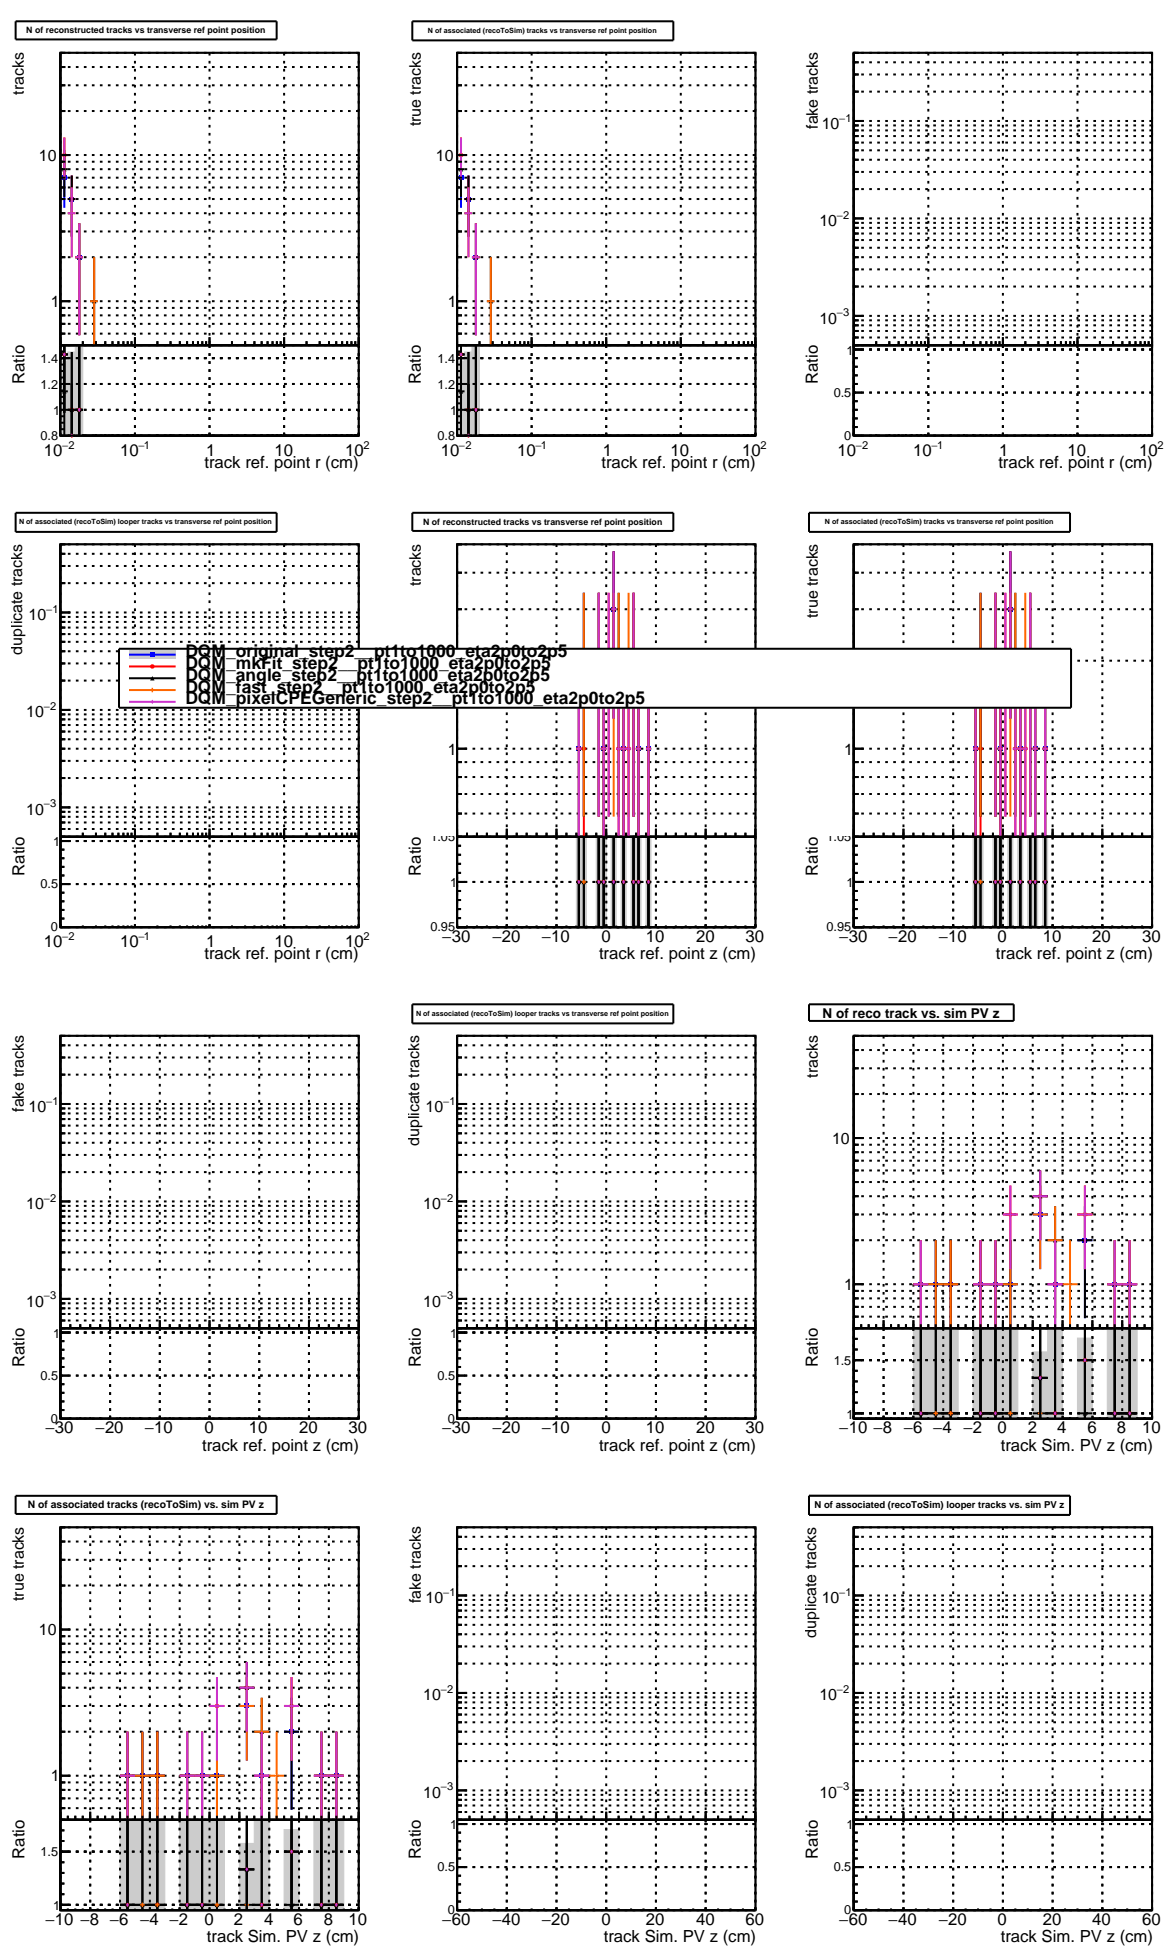 N of reconstructed tracks vs transverse ref point position
tracks
10
1
Ratio
1.4
1.2
1
0.8
10−2 10−1 1 10 102
track ref. point r (cm)
N of associated (recoToSim) tracks vs transverse ref point position
true tracks
10
1
Ratio
1.4
1.2
1
0.8
10−2 10−1 1 10 102
track ref. point r (cm)
fake tracks
10−1
10−2
10−3
Ratio
1
0.5
0
10−2 10−1 1 10 102
track ref. point r (cm)
N of associated (recoToSim) looper tracks vs transverse ref point position
duplicate tracks
10−1
10−2
10−3
Ratio
1
0.5
0
10−2 10−1 1 10 102
track ref. point r (cm)
N of reconstructed tracks vs transverse ref point position
tracks
1
Ratio
1.05
1
0.95
−30 −20 −10 0 10 20 30
track ref. point z (cm)
N of associated (recoToSim) tracks vs transverse ref point position
true tracks
1
Ratio
1.05
1
0.95
−30 −20 −10 0 10 20 30
track ref. point z (cm)
DQM_original_step2__pt1to1000_eta2p0to2p5
DQM_mkFit_step2__pt1to1000_eta2p0to2p5
DQM_angle_step2__pt1to1000_eta2p0to2p5
DQM_fast_step2__pt1to1000_eta2p0to2p5
DQM_pixelCPEGeneric_step2__pt1to1000_eta2p0to2p5
fake tracks
10−1
10−2
10−3
Ratio
1
0.5
0
−30 −20 −10 0 10 20 30
track ref. point z (cm)
N of associated (recoToSim) looper tracks vs transverse ref point position
duplicate tracks
10−1
10−2
10−3
Ratio
1
0.5
0
−30 −20 −10 0 10 20 30
track ref. point z (cm)
N of reco track vs. sim PV z
tracks
10
1
Ratio
1.5
1
−10 −8 −6 −4 −2 0 2 4 6 8 10
track Sim. PV z (cm)
N of associated tracks (recoToSim) vs. sim PV z
true tracks
10
1
Ratio
1.5
1
−10 −8 −6 −4 −2 0 2 4 6 8 10
track Sim. PV z (cm)
fake tracks
10−1
10−2
10−3
Ratio
1
0.5
0
−60 −40 −20 0 20 40 60
track Sim. PV z (cm)
N of associated (recoToSim) looper tracks vs. sim PV z
duplicate tracks
10−1
10−2
10−3
Ratio
1
0.5
0
−60 −40 −20 0 20 40 60
track Sim. PV z (cm)